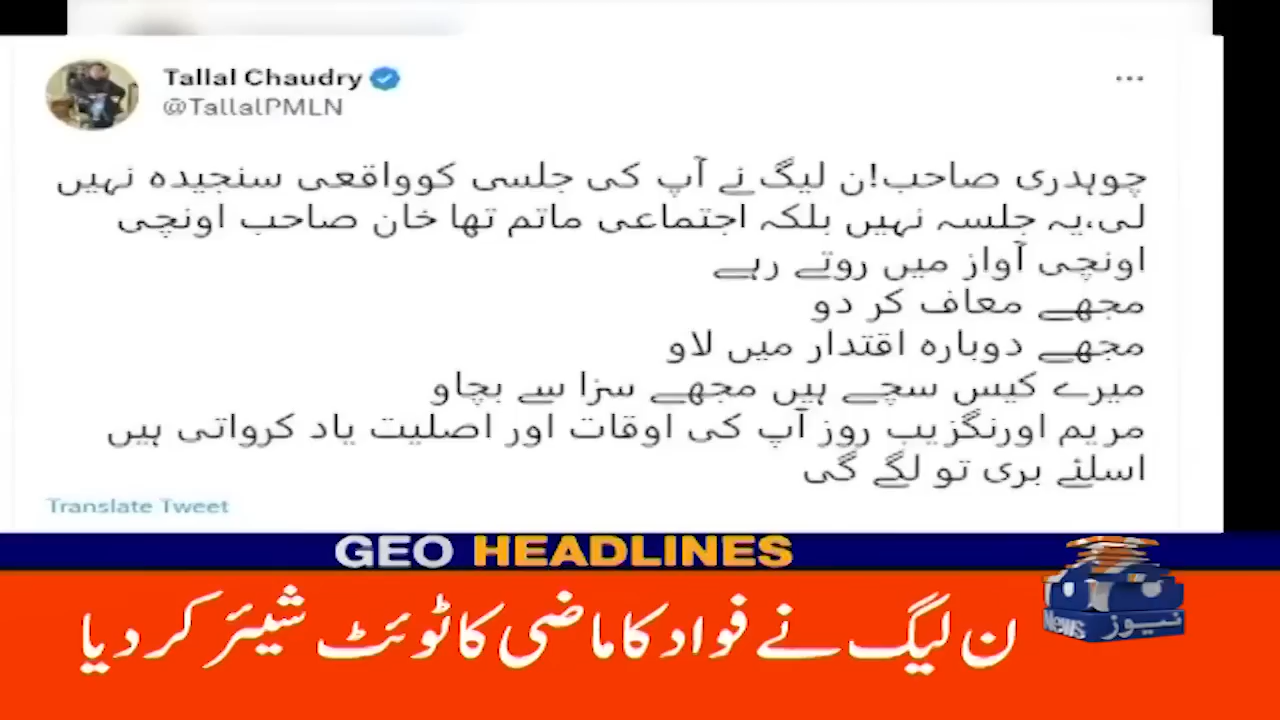 Tallal Chaudry
@TallalPMLN
چوہدری صاحب!ن لیگ نے آپ کی جلسی کوواقعی سنجیدہ نہیں
لی،یہ جلسہ نہیں بلکہ اجتماعی ماتم تھا خان صاحب اونچی
اونچی آواز میں روتے رہے
مجھے معاف کر دو
مجھے دوبارہ اقتدار میں لاو
میرے کیس سچے ہیں مجھے سزا سے بچاو
مریم اورنگزیب روز آپ کی اوقات اور اصلیت یاد کرواتی ہیں
اسلئے بری تو لگے گی
Translate Tweet
GEO HEADLINES
ن لیگ نے فواد کا ماضی کا ٹوئٹ شیئر کر دیا
News نیوز